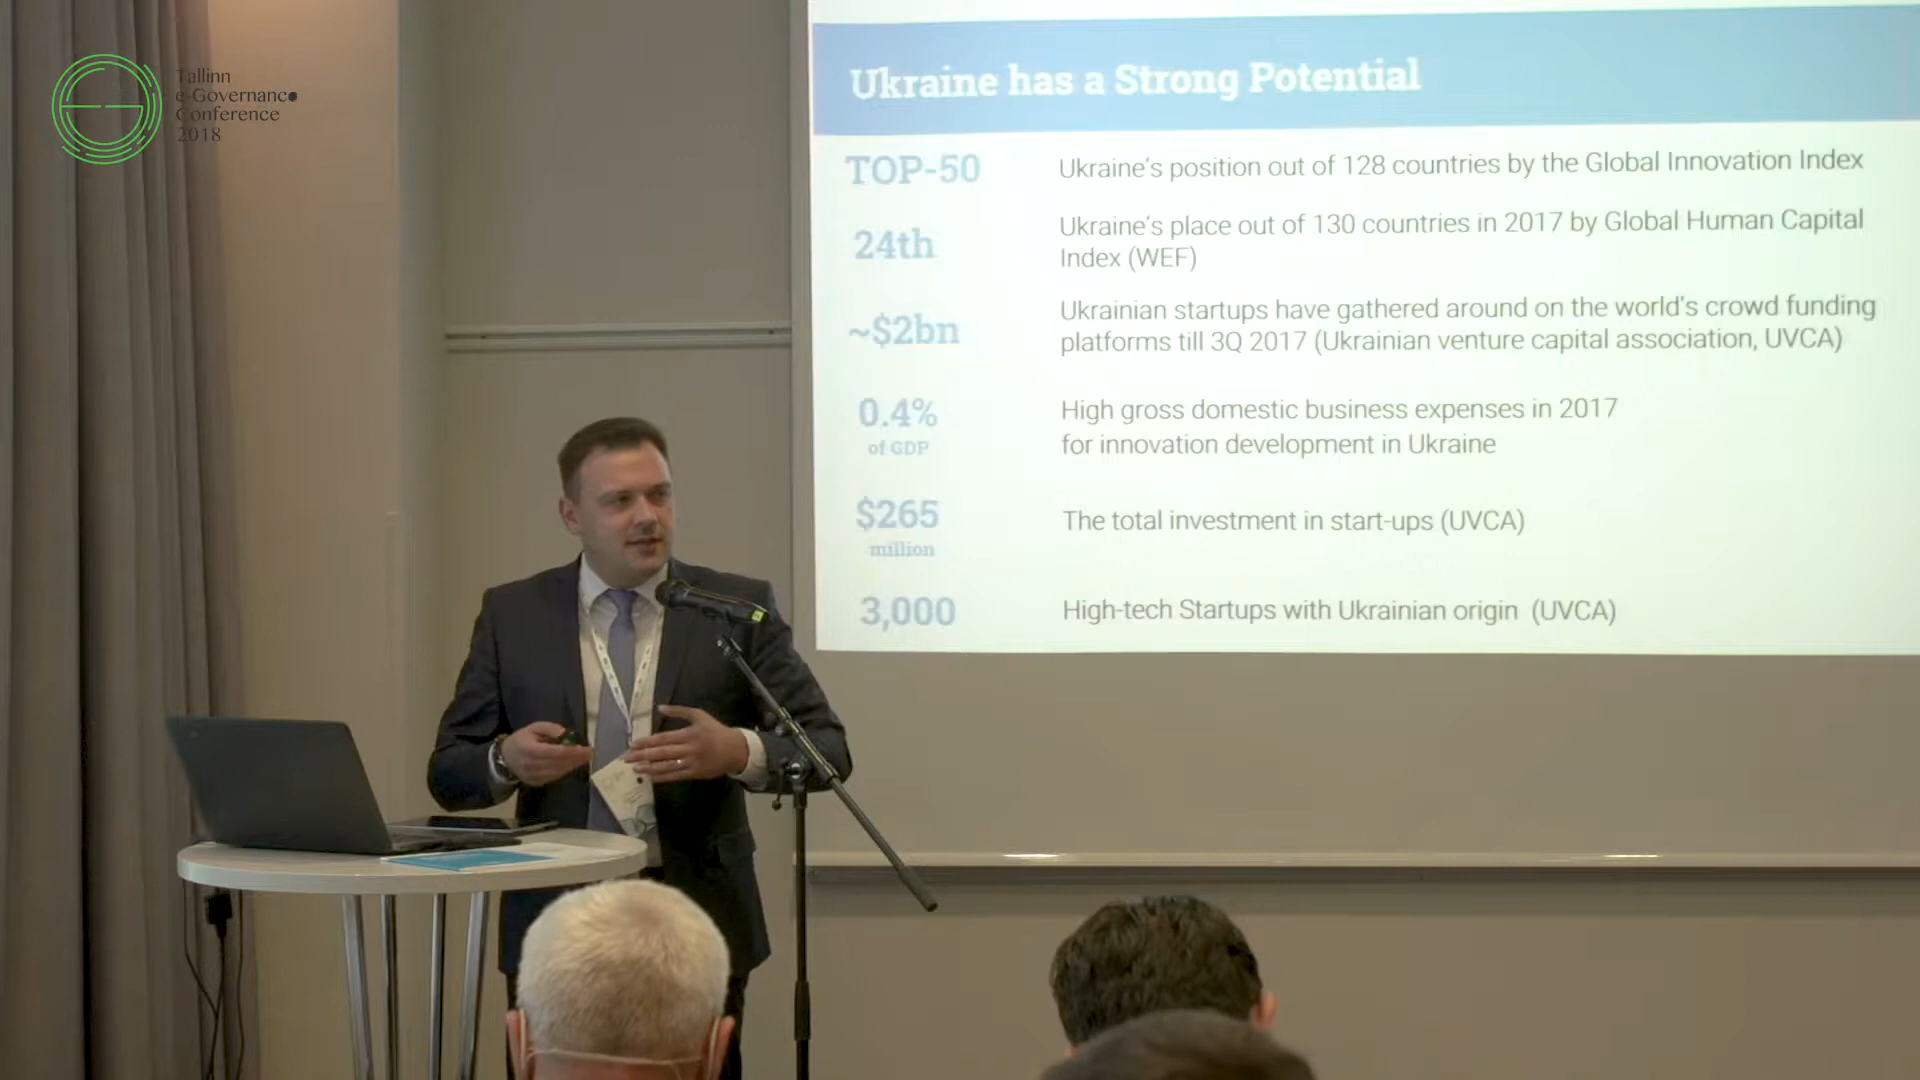 Tallinn
e-Governance
Conference
2018
Ukraine has a Strong Potential
TOP-50
Ukraine's position out of 128 countries by the Global Innovation Index
24th
Ukraine's place out of 130 countries in 2017 by Global Human Capital
Index (WEF)
~$2bn
Ukrainian startups have gathered around on the world's crowd funding
platforms till 3Q 2017 (Ukrainian venture capital association, UVCA)
0.4%
of GDP
High gross domestic business expenses in 2017
for innovation development in Ukraine
$265
million
The total investment in start-ups (UVCA)
3,000
High-tech Startups with Ukrainian origin (UVCA)